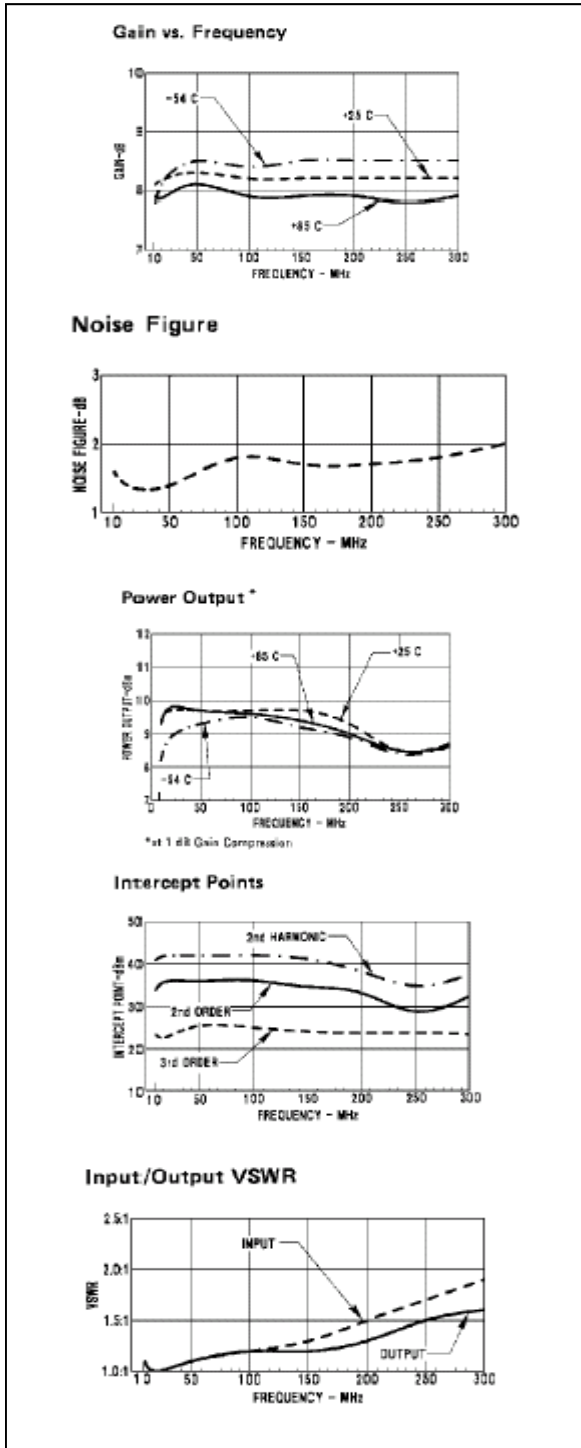 Gain vs. Frequency
10
9
8
7
GAIN-dB
-54 C
+25 C
+85 C
10 50 100 150 200 250 300
FREQUENCY - MHz
Noise Figure
3
2
1
NOISE FIGURE-dB
10 50 100 150 200 250 300
FREQUENCY - MHz
Power Output*
12
11
10
9
8
7
POWER OUTPUT-dBm
+85 C
+25 C
-54 C
0 50 100 150 200 250 300
FREQUENCY - MHz
*at 1 dB Gain Compression
Intercept Points
50
40
30
20
10
INTERCEPT POINT-dBm
2nd HARMONIC
2nd ORDER
3rd ORDER
10 50 100 150 200 250 300
FREQUENCY - MHz
Input/Output VSWR
2.5:1
2.0:1
1.5:1
1.0:1
VSWR
INPUT
OUTPUT
10 50 100 150 200 250 300
FREQUENCY - MHz